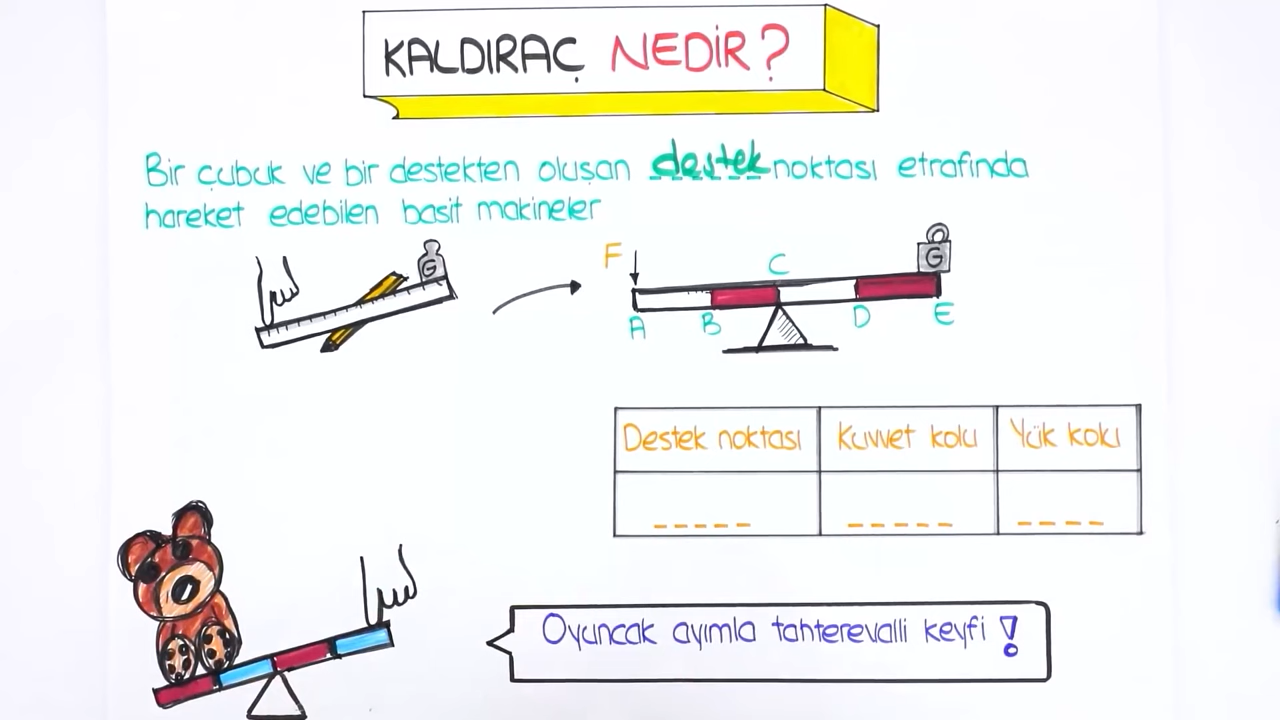 KALDIRAÇ NEDİR?
Bir çubuk ve bir destekten oluşan destek noktası etrafında
hareket edebilen basit makineler
G
F
C
G
A
B
D
E
Destek noktası
Kuvvet kolu
Yük kolu
Oyuncak ayımla tahterevalli keyfi!